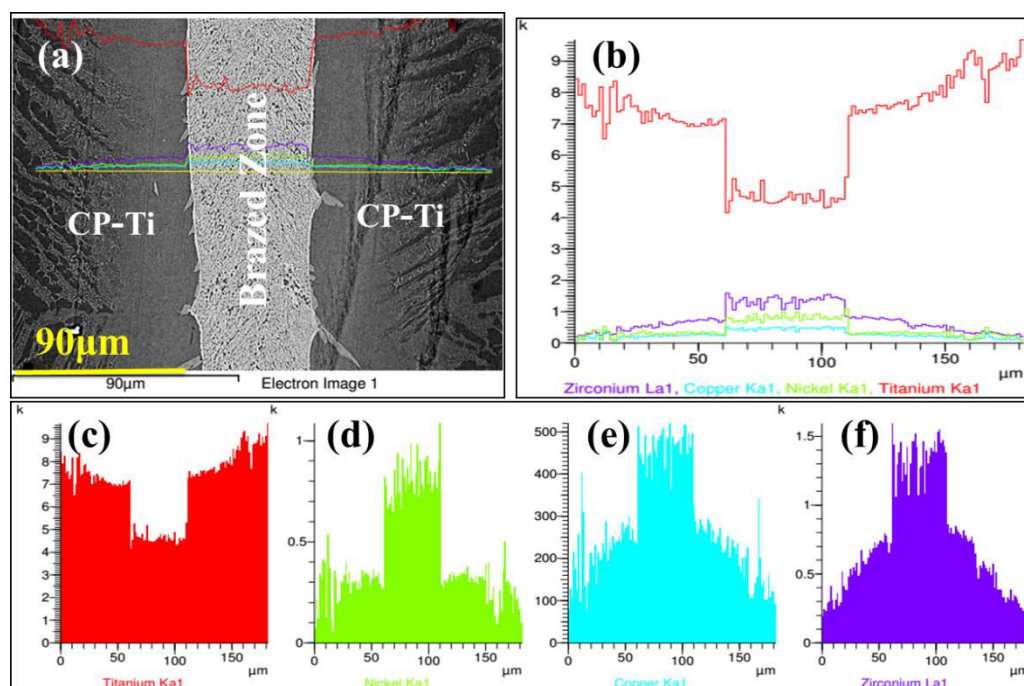 (a)
Brazed Zone
CP-Ti
CP-Ti
90μm
90μm
Electron Image 1
k
(b)
9
8
7
6
5
4
3
2
1
0
0
50
100
150
μm
Zirconium La1, Copper Ka1, Nickel Ka1, Titanium Ka1
k
(c)
9
8
7
6
5
4
3
2
1
0
0
50
100
150
μm
Titanium Ka1
k
(d)
1
0.5
0
0
50
100
150
μm
Nickel Ka1
(e)
500
400
300
200
100
0
0
50
100
150
μm
Copper Ka1
k
(f)
1.5
1
0.5
0
0
50
100
150
μm
Zirconium La1